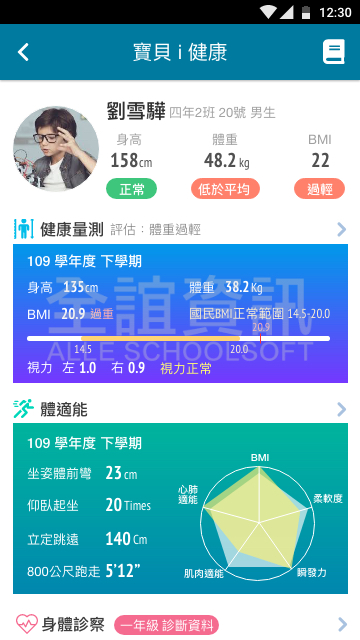 12:30
寶貝 i 健康
劉雪驊 四年2班 20號 男生
身高 體重 BMI
158cm 48.2 kg 22
正常 低於平均 過輕
健康量測 評估：體重過輕
109 學年度 下學期
身高 135cm 體重 38.2Kg
BMI 20.9 過重 國民BMI正常範圍 14.5-20.0
20.9
14.5 20.0
視力 左 1.0 右 0.9 視力正常
全誼資訊
ALLE SCHOOLSOFT
體適能
109 學年度 下學期
坐姿體前彎 23 cm
仰臥起坐 20 Times
立定跳遠 140 Cm
800公尺跑走 5'12"
BMI
柔軟度
瞬發力
肌肉適能
心肺
適能
身體診察 一年級 診斷資料